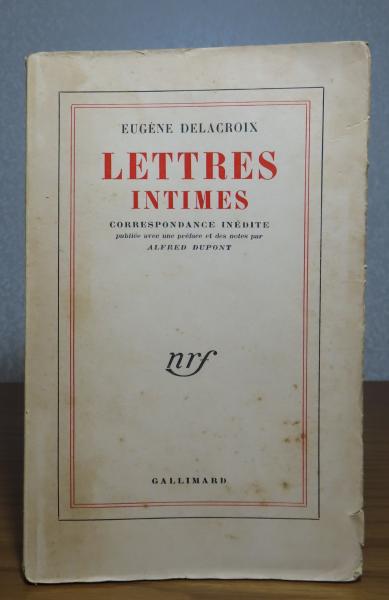 EUGÈNE DELACROIX
LETTRES
INTIMES
CORRESPONDANCE INÉDITE
publiée avec une préface et des notes par
ALFRED DUPONT
nrf
GALLIMARD